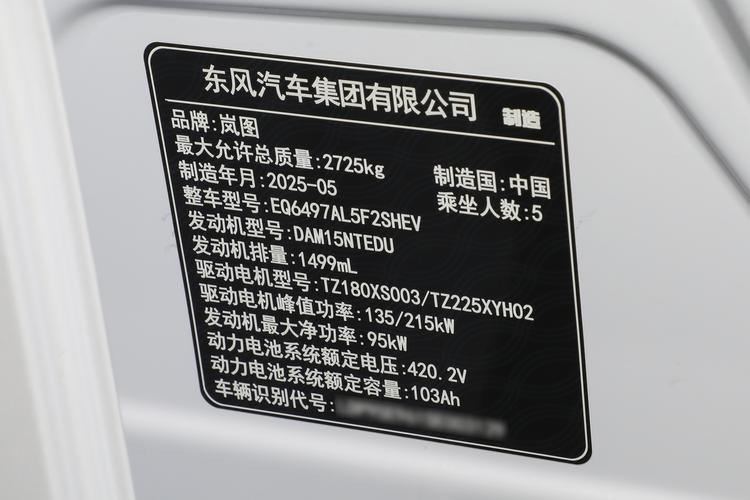 东风汽车集团有限公司 制造
品牌:岚图
最大允许总质量:2725kg 制造国:中国
制造年月:2025-05 乘坐人数:5
整车型号:EQ6497AL5F2SHEV
发动机型号:DAM15NTEDU
发动机排量:1499mL
驱动电机型号:TZ180XS003/TZ225XYH02
驱动电机峰值功率:135/215kW
发动机最大净功率:95kW
动力电池系统额定电压:420.2V
动力电池系统额定容量:103Ah
车辆识别代号: